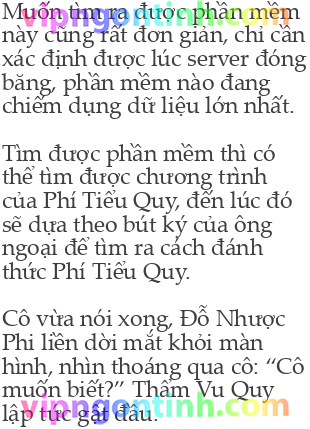 Muốn tìm ra được phần mềm
này cũng rất đơn giản, chỉ cần
xác định được lúc server đóng
băng, phần mềm nào đang
chiếm dụng dữ liệu lớn nhất.
Tìm được phần mềm thì có
thể tìm được chương trình
của Phí Tiểu Quy, đến lúc đó
sẽ dựa theo bút ký của ông
ngoại để tìm ra cách đánh
thức Phí Tiểu Quy.
Cô vừa nói xong, Đỗ Nhược
Phi liền dời mắt khỏi màn
hình, nhìn thoáng qua cô: “Cô
muốn biết?” Thẩm Vu Quy
lập tức gật đầu.
vipngontinh.com
vipngontinh.com